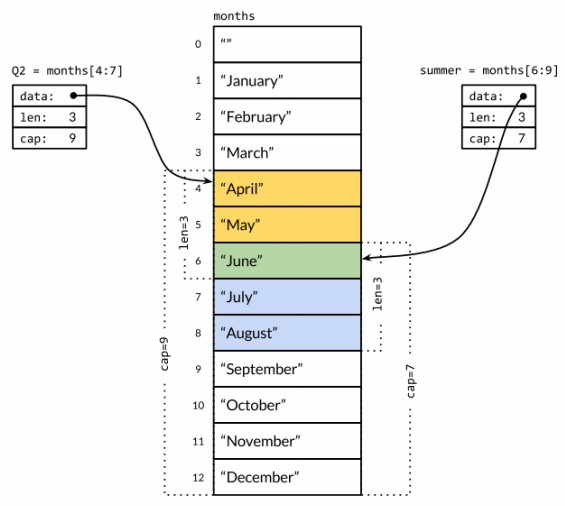 months
0 “”
1 “January”
2 “February”
3 “March”
4 “April”
5 “May”
6 “June”
7 “July”
8 “August”
9 “September”
10 “October”
11 “November”
12 “December”
Q2 = months[4:7]
data:
len: 3
cap: 9
len=3
cap=9
summer = months[6:9]
data:
len: 3
cap: 7
len=3
cap=7